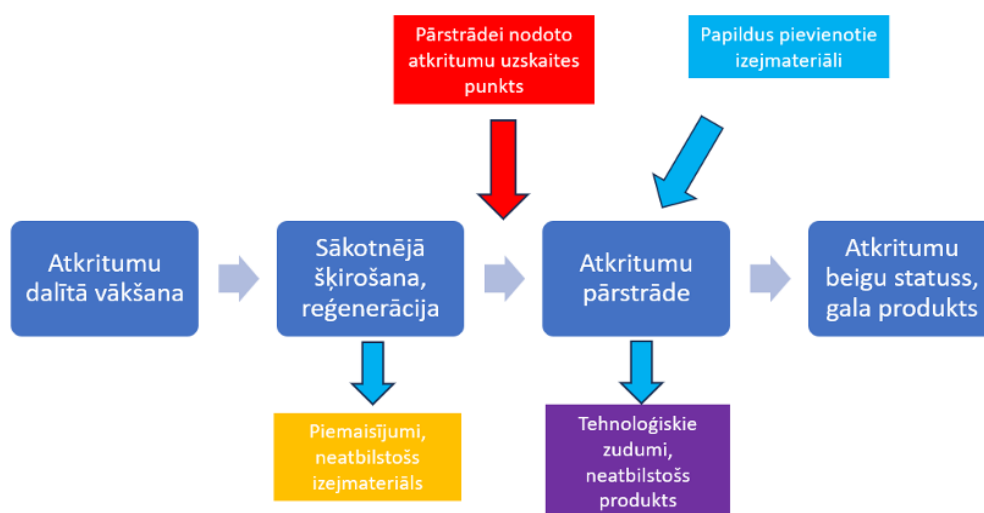 Pārstrādei nodoto
atkritumu uzskaites
punkts
Papildus pievienotie
izejmateriāli
Atkritumu
dalītā vākšana
Sākotnējā
šķirošana,
reģenerācija
Atkritumu
pārstrāde
Atkritumu
beigu statuss,
gala produkts
Piemaisījumi,
neatbilstošs
izejmateriāls
Tehnoloģiskie
zudumi,
neatbilstošs
produkts